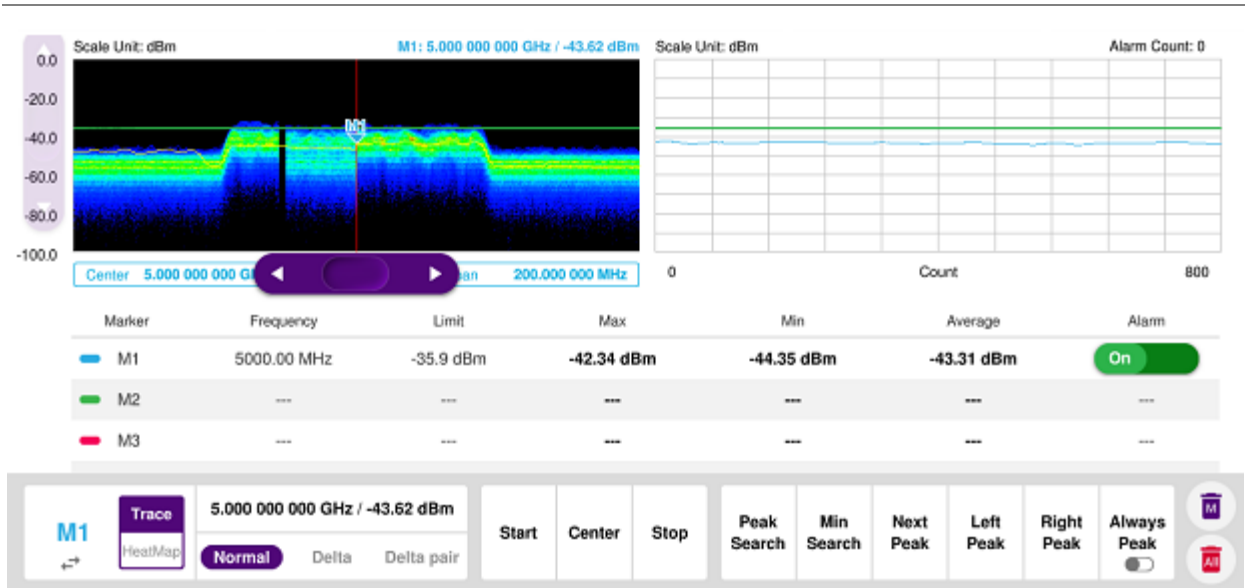 Scale Unit: dBm
M1: 5.000 000 000 GHz / -43.62 dBm
Scale Unit: dBm
Alarm Count: 0
0.0
-20.0
-40.0
-60.0
-80.0
-100.0
M1
Center 5.000 000 000
200.000 000 MHz
0 Count 800
Marker Frequency Limit Max Min Average Alarm
M1 5000.00 MHz -35.9 dBm -42.34 dBm -44.35 dBm -43.31 dBm On
M2 --- --- --- --- --- ---
M3 --- --- --- --- --- ---
M1
Trace
HeatMap
5.000 000 000 GHz / -43.62 dBm
Normal Delta Delta pair
Start Center Stop
Peak Search
Min Search
Next Peak
Left Peak
Right Peak
Always Peak
M
All